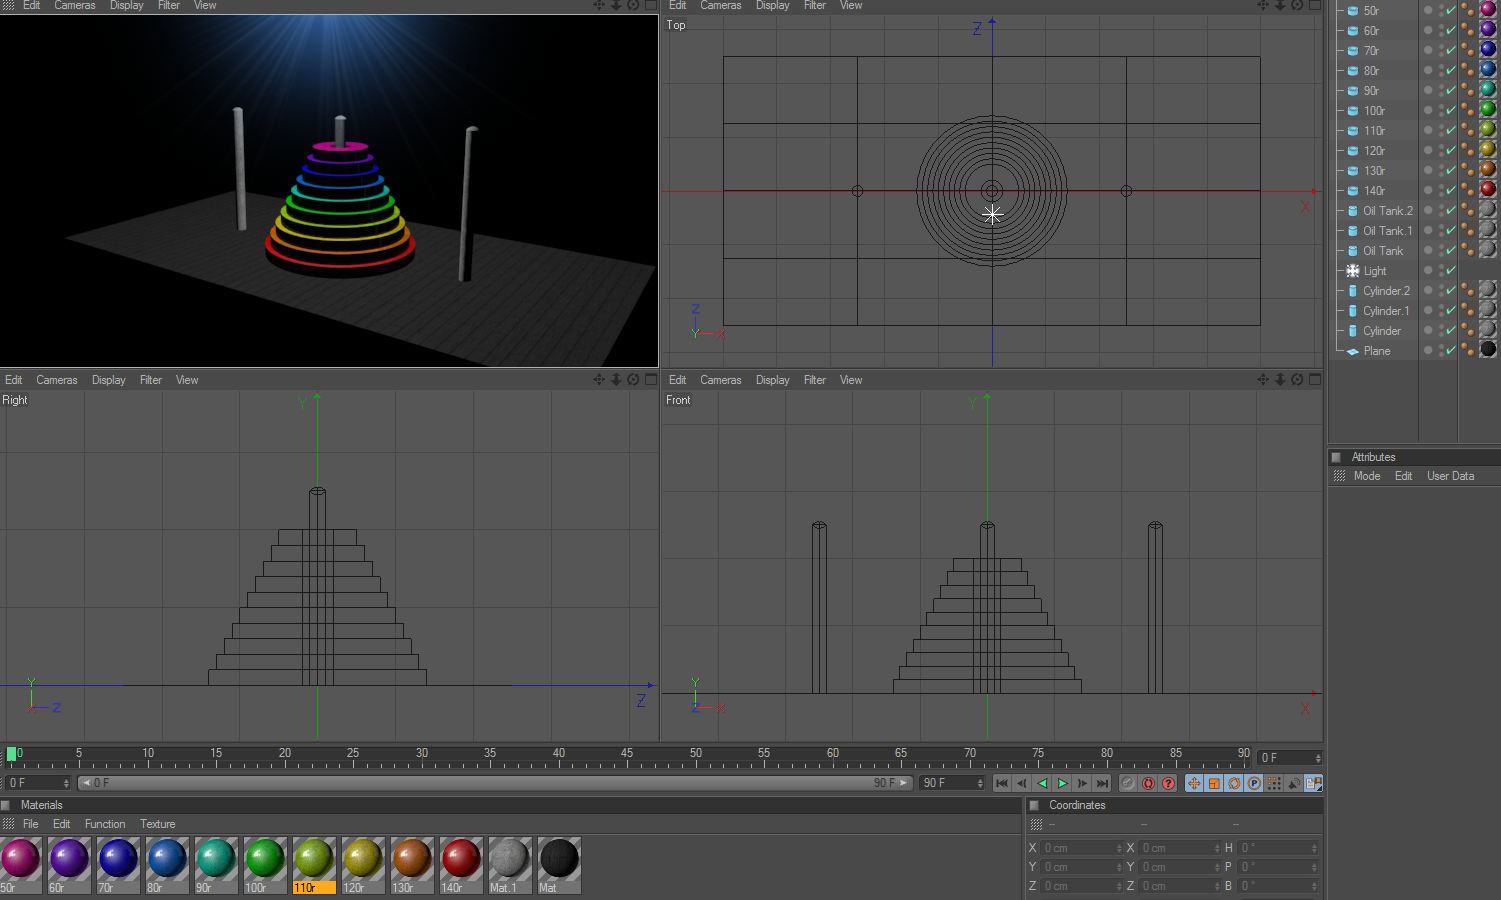 Edit Cameras Display Filter View
Edit Cameras Display Filter View
Top
Z
X
Z
Y X
50r
60r
70r
80r
90r
100r
110r
120r
130r
140r
Oil Tank.2
Oil Tank.1
Oil Tank
Light
Cylinder.2
Cylinder.1
Cylinder
Plane
Edit Cameras Display Filter View
Right
Y
Z
Y
X Z
Edit Cameras Display Filter View
Front
Y
X
Y
Z X
Attributes
Mode Edit User Data
0 5 10 15 20 25 30 35 40 45 50 55 60 65 70 75 80 85 90
0 F
0 F
0 F
90 F
90 F
P
Materials
File Edit Function Texture
50r 60r 70r 80r 90r 100r 110r 120r 130r 140r Mat.1 Mat
Coordinates
-- -- --
X 0 cm X 0 cm H 0 °
Y 0 cm Y 0 cm P 0 °
Z 0 cm Z 0 cm B 0 °